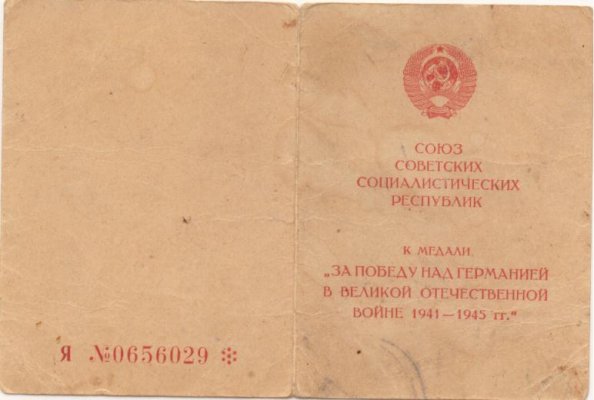 Я №0656029
СОЮЗ
СОВЕТСКИХ
СОЦИАЛИСТИЧЕСКИХ
РЕСПУБЛИК
К МЕДАЛИ
„ЗА ПОБЕДУ НАД ГЕРМАНИЕЙ
В ВЕЛИКОЙ ОТЕЧЕСТВЕННОЙ
ВОЙНЕ 1941—1945 гг.“